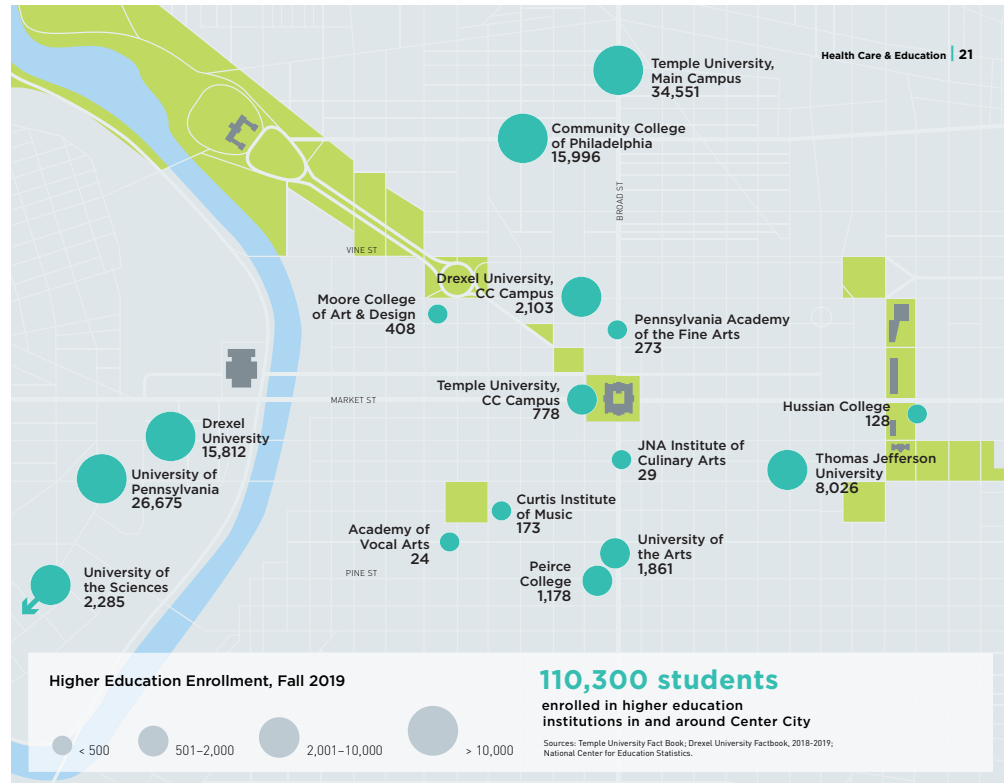 Health Care & Education | 21
Temple University,
Main Campus
34,551
Community College
of Philadelphia
15,996
BROAD ST
VINE ST
Drexel University,
CC Campus
2,103
Moore College
of Art & Design
408
Pennsylvania Academy
of the Fine Arts
273
Temple University,
CC Campus
778
MARKET ST
Hussian College
128
Drexel
University
15,812
JNA Institute of
Culinary Arts
29
Thomas Jefferson
University
8,026
University of
Pennsylvania
26,675
Curtis Institute
of Music
173
Academy of
Vocal Arts
24
University of
the Arts
1,861
Peirce
College
1,178
PINE ST
University of
the Sciences
2,285
Higher Education Enrollment, Fall 2019
< 500
501–2,000
2,001–10,000
> 10,000
110,300 students
enrolled in higher education
institutions in and around Center City
Sources: Temple University Fact Book; Drexel University Factbook, 2018-2019;
National Center for Education Statistics.